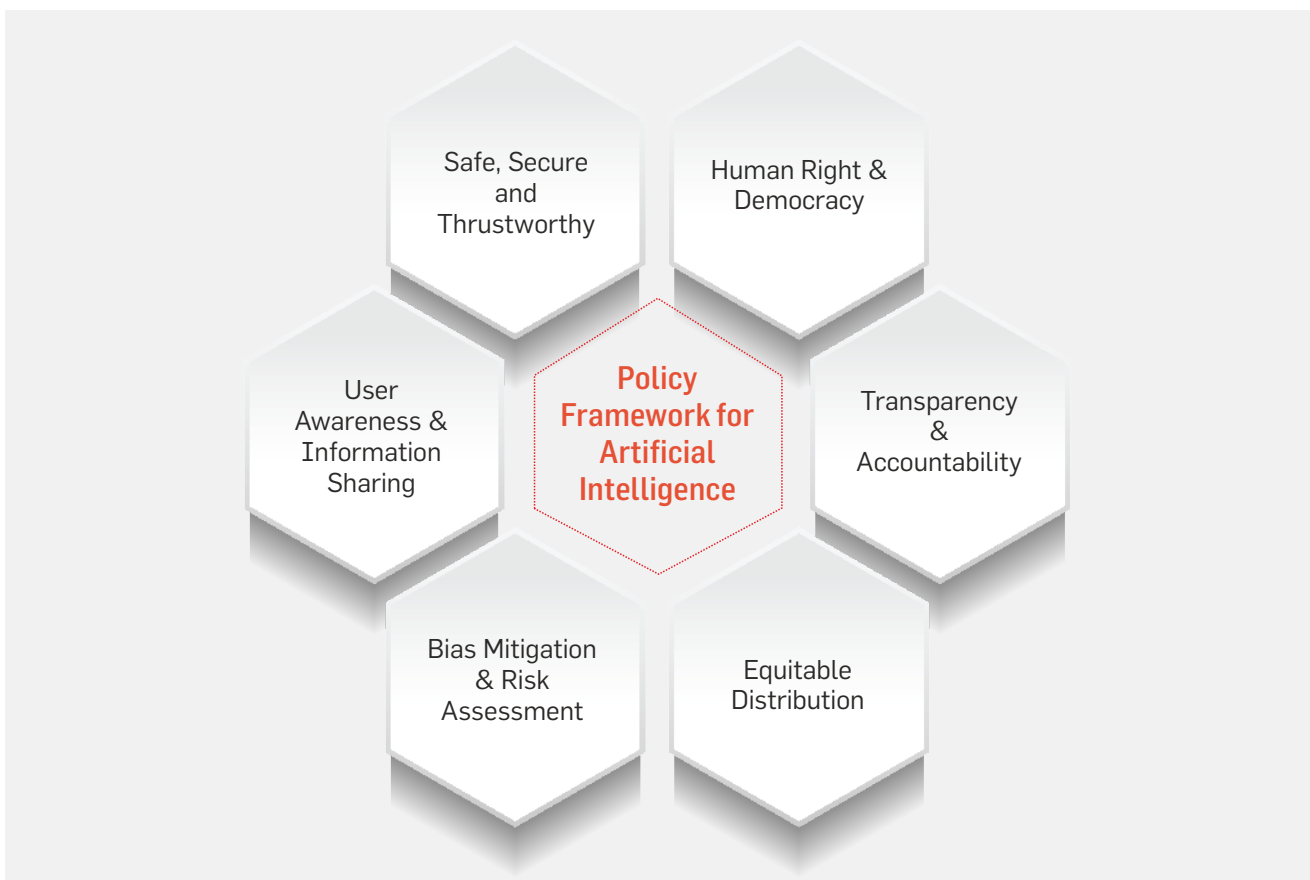 Safe, Secure
and
Thrustworthy
Human Right &
Democracy
User
Awareness &
Information
Sharing
Policy
Framework for
Artificial
Intelligence
Transparency
&
Accountability
Bias Mitigation
& Risk
Assessment
Equitable
Distribution